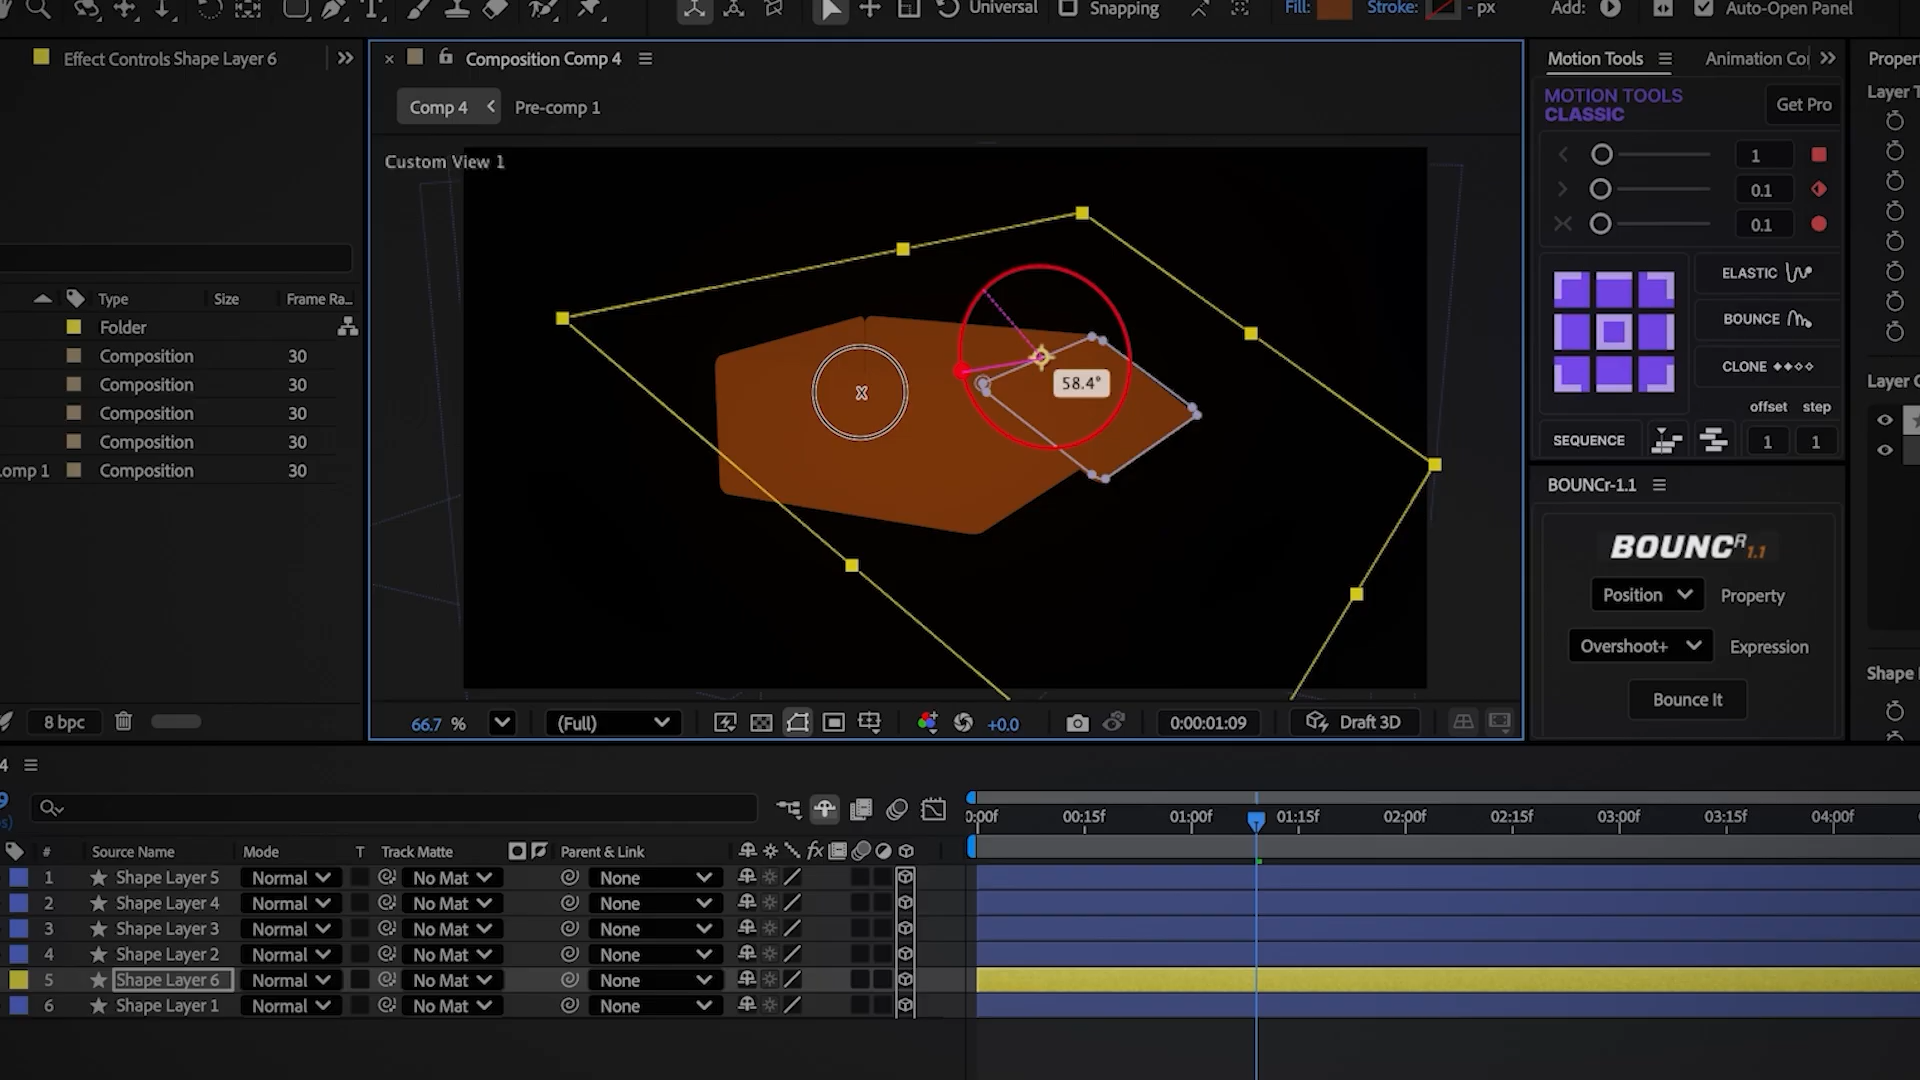 Universal
Snapping
Fill:
Stroke:
- px
Add:
Auto-Open Panel
Effect Controls Shape Layer 6
Composition Comp 4
Comp 4
Pre-comp 1
Custom View 1
58.4°
Type
Size
Frame Ra...
Folder
Composition 30
Composition 30
Composition 30
Composition 30
omp 1 Composition 30
8 bpc
66.7 %
(Full)
+0.0
0:00:01:09
Draft 3D
Motion Tools
Animation Co
MOTION TOOLS
CLASSIC
Get Pro
1
0.1
0.1
ELASTIC
BOUNCE
CLONE
offset step
SEQUENCE
1 1
BOUNCr-1.1
BOUNCR 1.1
Position
Property
Overshoot+
Expression
Bounce It
Proper
Layer T
Layer C
Shape
4
# Source Name Mode T Track Matte Parent & Link
1 Shape Layer 5 Normal No Mat None
2 Shape Layer 4 Normal No Mat None
3 Shape Layer 3 Normal No Mat None
4 Shape Layer 2 Normal No Mat None
5 Shape Layer 6 Normal No Mat None
6 Shape Layer 1 Normal No Mat None
0:00f 00:15f 01:00f 01:15f 02:00f 02:15f 03:00f 03:15f 04:00f